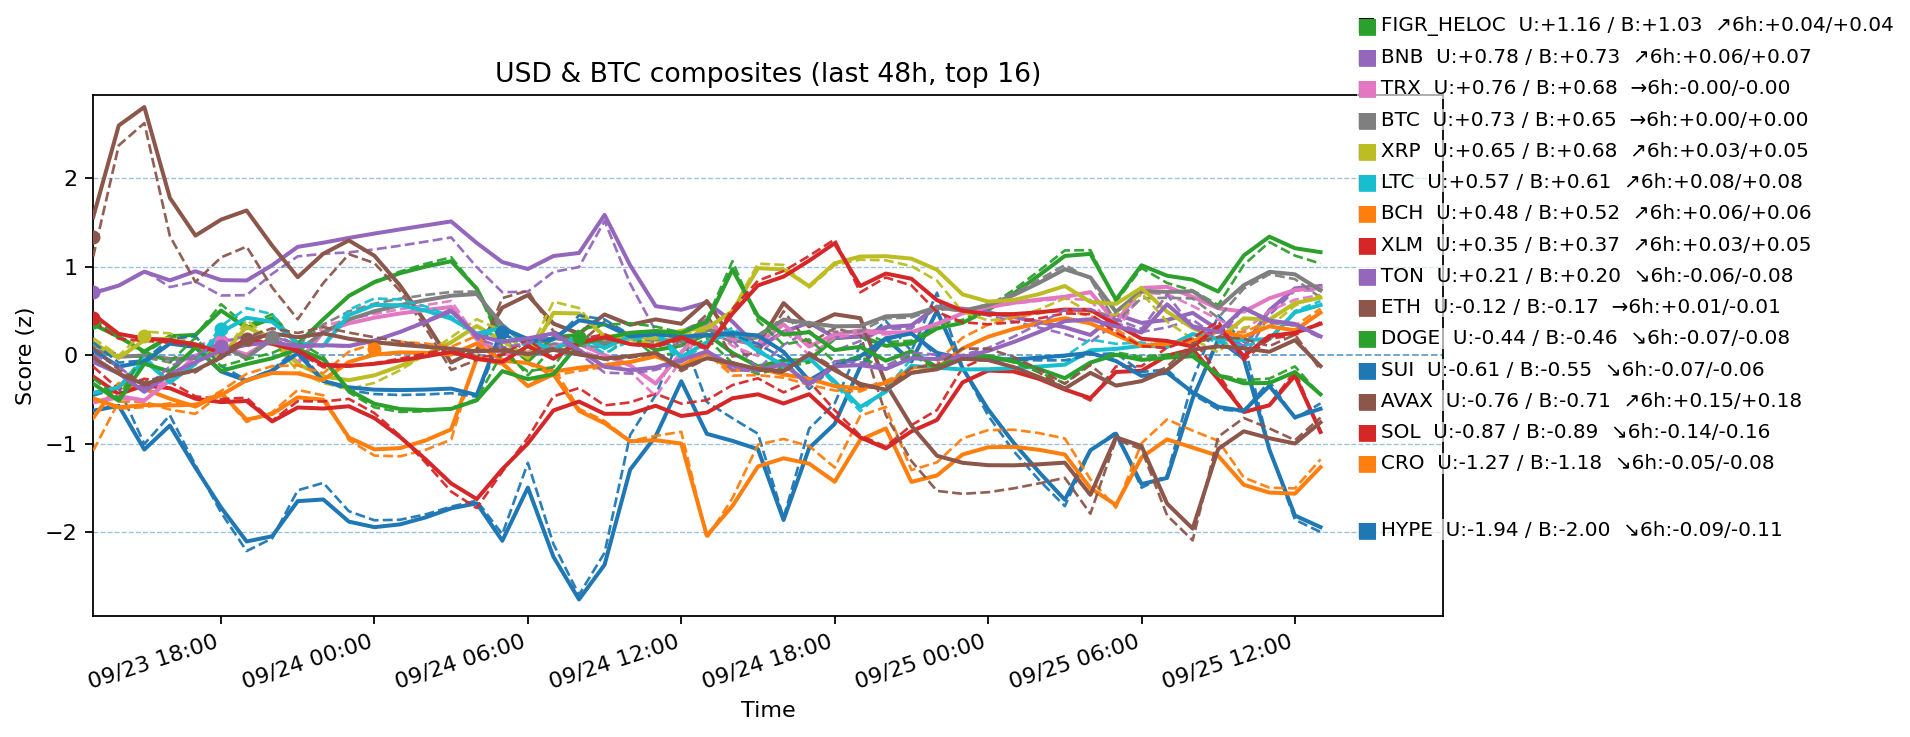 USD & BTC composites (last 48h, top 16)
FIGR_HELOC U:+1.16 / B:+1.03 ↗6h:+0.04/+0.04
BNB U:+0.78 / B:+0.73 ↗6h:+0.06/+0.07
TRX U:+0.76 / B:+0.68 →6h:-0.00/-0.00
BTC U:+0.73 / B:+0.65 →6h:+0.00/+0.00
XRP U:+0.65 / B:+0.68 ↗6h:+0.03/+0.05
LTC U:+0.57 / B:+0.61 ↗6h:+0.08/+0.08
BCH U:+0.48 / B:+0.52 ↗6h:+0.06/+0.06
XLM U:+0.35 / B:+0.37 ↗6h:+0.03/+0.05
TON U:+0.21 / B:+0.20 ↘6h:-0.06/-0.08
ETH U:-0.12 / B:-0.17 →6h:+0.01/-0.01
DOGE U:-0.44 / B:-0.46 ↘6h:-0.07/-0.08
SUI U:-0.61 / B:-0.55 ↘6h:-0.07/-0.06
AVAX U:-0.76 / B:-0.71 ↗6h:+0.15/+0.18
SOL U:-0.87 / B:-0.89 ↘6h:-0.14/-0.16
CRO U:-1.27 / B:-1.18 ↘6h:-0.05/-0.08
HYPE U:-1.94 / B:-2.00 ↘6h:-0.09/-0.11
Score (z)
2
1
0
−1
−2
09/23 18:00
09/24 00:00
09/24 06:00
09/24 12:00
09/24 18:00
09/25 00:00
09/25 06:00
09/25 12:00
Time